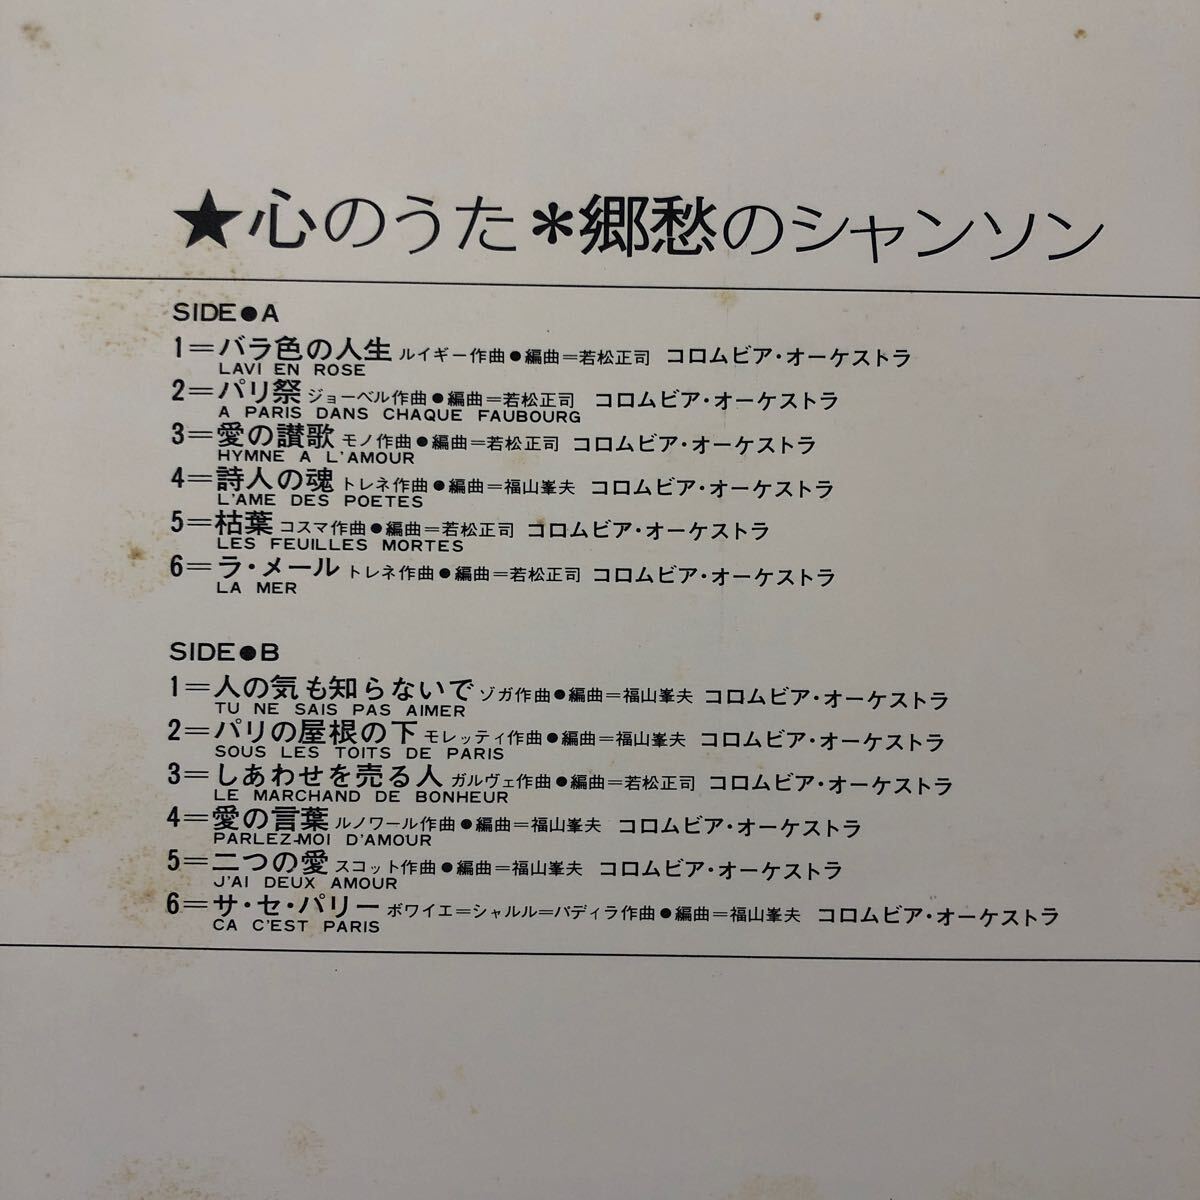 ★心のうた＊郷愁のシャンソン
SIDE●A
1＝バラ色の人生 ルイギー作曲●編曲＝若松正司 コロムビア・オーケストラ
LAVI EN ROSE
2＝パリ祭 ジョーベル作曲●編曲＝若松正司 コロムビア・オーケストラ
A PARIS DANS CHAQUE FAUBOURG
3＝愛の讃歌 モノ作曲●編曲＝若松正司 コロムビア・オーケストラ
HYMNE A L'AMOUR
4＝詩人の魂 トレネ作曲●編曲＝福山峯夫 コロムビア・オーケストラ
L'AME DES POETES
5＝枯葉 コスマ作曲●編曲＝若松正司 コロムビア・オーケストラ
LES FEUILLES MORTES
6＝ラ・メール トレネ作曲●編曲＝若松正司 コロムビア・オーケストラ
LA MER
SIDE●B
1＝人の気も知らないで ゾガ作曲●編曲＝福山峯夫 コロムビア・オーケストラ
TU NE SAIS PAS AIMER
2＝パリの屋根の下 モレッティ作曲●編曲＝福山峯夫 コロムビア・オーケストラ
SOUS LES TOITS DE PARIS
3＝しあわせを売る人 ガルヴェ作曲●編曲＝若松正司 コロムビア・オーケストラ
LE MARCHAND DE BONHEUR
4＝愛の言葉 ルノワール作曲●編曲＝福山峯夫 コロムビア・オーケストラ
PARLEZ-MOI D'AMOUR
5＝二つの愛 スコット作曲●編曲＝福山峯夫 コロムビア・オーケストラ
J'AI DEUX AMOUR
6＝サ・セ・パリー ボワイエ＝シャルル＝パディラ作曲●編曲＝福山峯夫 コロムビア・オーケストラ
CA C'EST PARIS